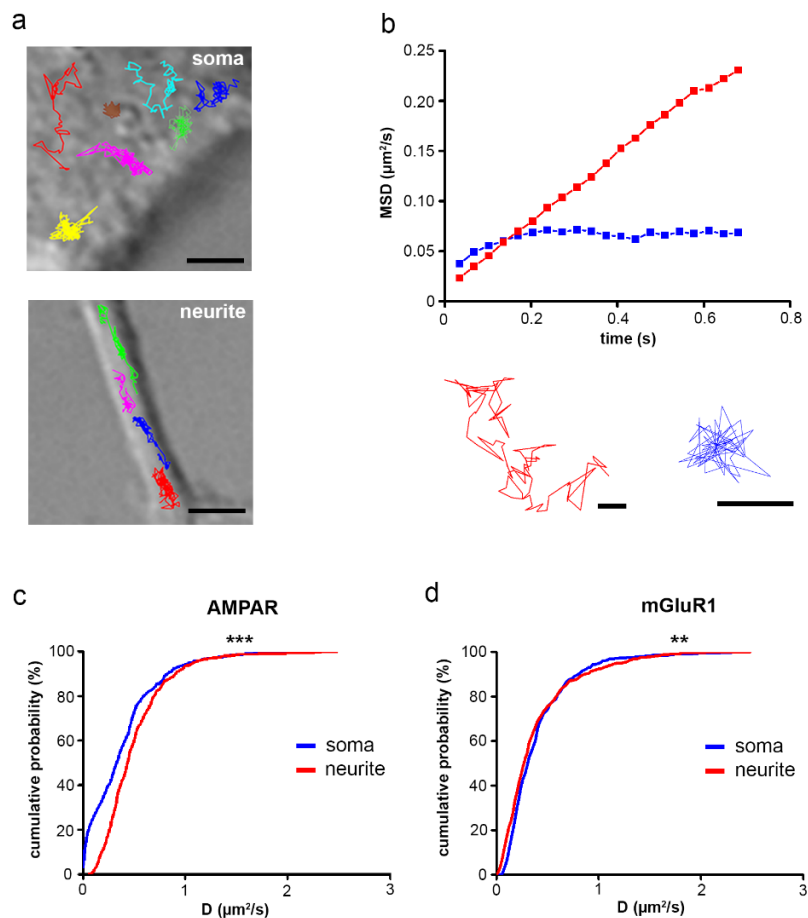 a
soma
neurite
b
0.25
0.20
0.15
0.10
0.05
0
MSD (µm²/s)
0 0.2 0.4 0.6 0.8
time (s)
c
AMPAR
***
100
80
60
40
20
0
cumulative probability (%)
soma
neurite
0 1 2 3
D (µm²/s)
d
mGluR1
**
100
80
60
40
20
0
cumulative probability (%)
soma
neurite
0 1 2 3
D (µm²/s)